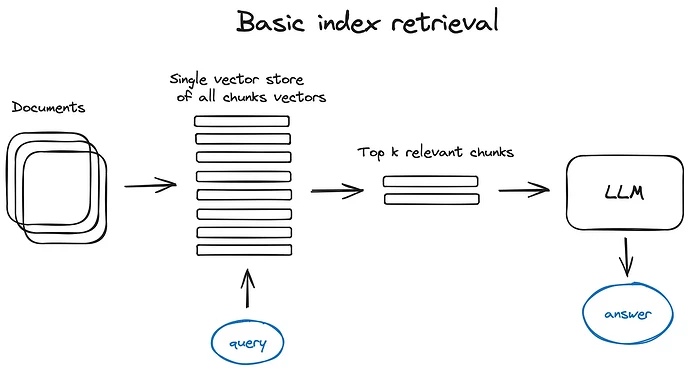 Basic index retrieval
Single vector store
of all chunks vectors
Documents
Top k relevant chunks
LLM
query
answer